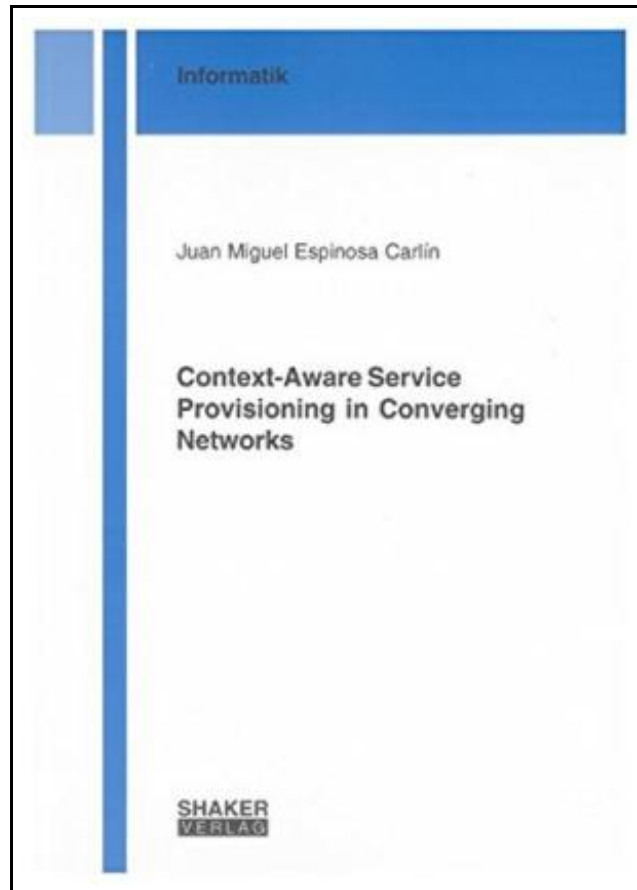 Informatik
Juan Miguel Espinosa Carlín
Context-Aware Service
Provisioning in Converging
Networks
SHAKER
VERLAG